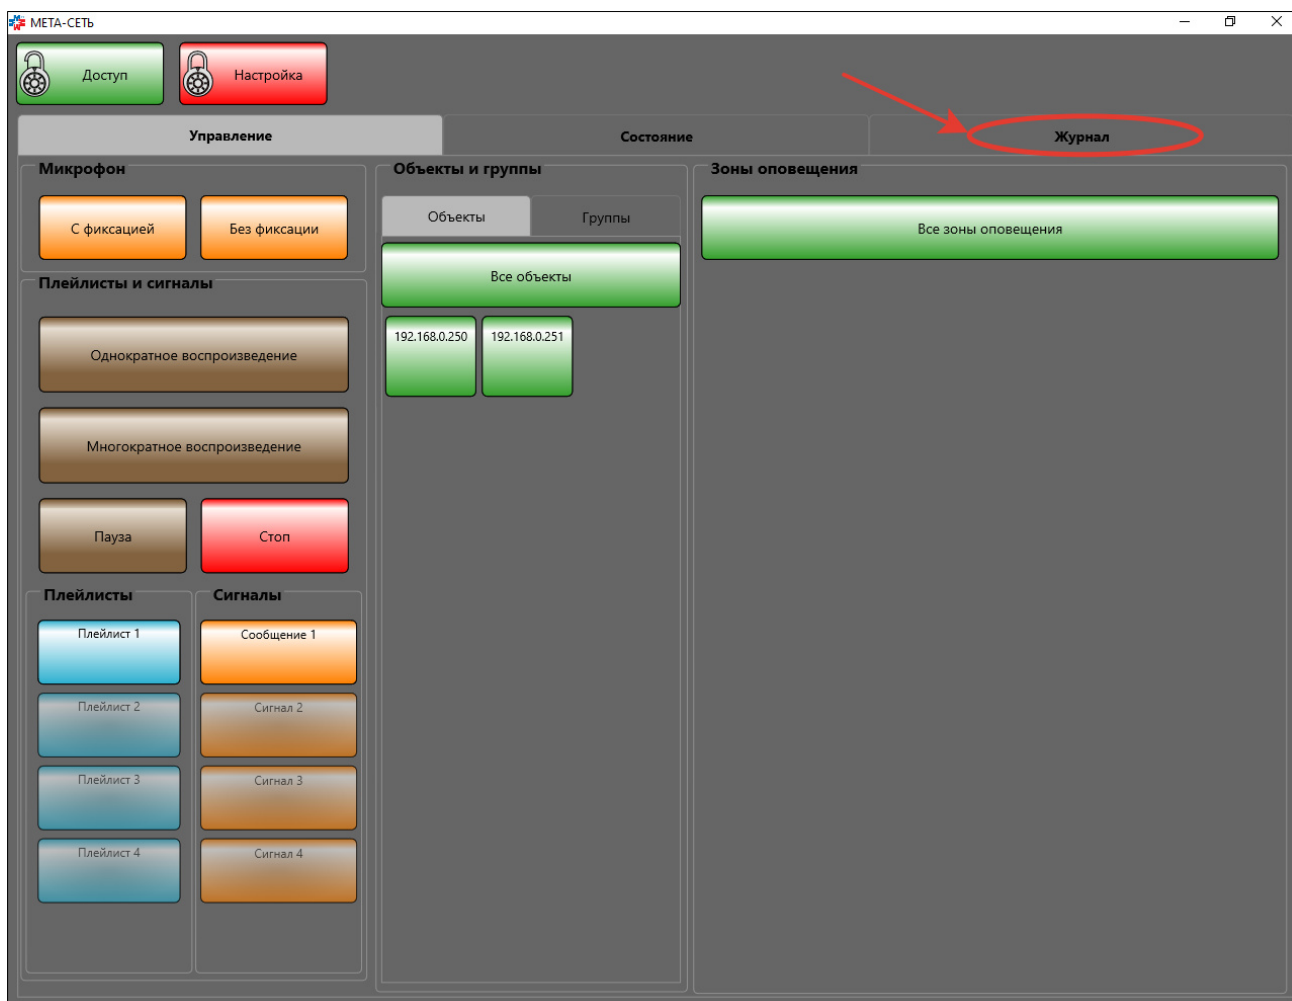 МЕТА-СЕТЬ
Доступ
Настройка
Управление
Состояние
Журнал
Микрофон
С фиксацией
Без фиксации
Плейлисты и сигналы
Однократное воспроизведение
Многократное воспроизведение
Пауза
Стоп
Плейлисты
Плейлист 1
Плейлист 2
Плейлист 3
Плейлист 4
Сигналы
Сообщение 1
Сигнал 2
Сигнал 3
Сигнал 4
Объекты и группы
Объекты
Группы
Все объекты
192.168.0.250
192.168.0.251
Зоны оповещения
Все зоны оповещения